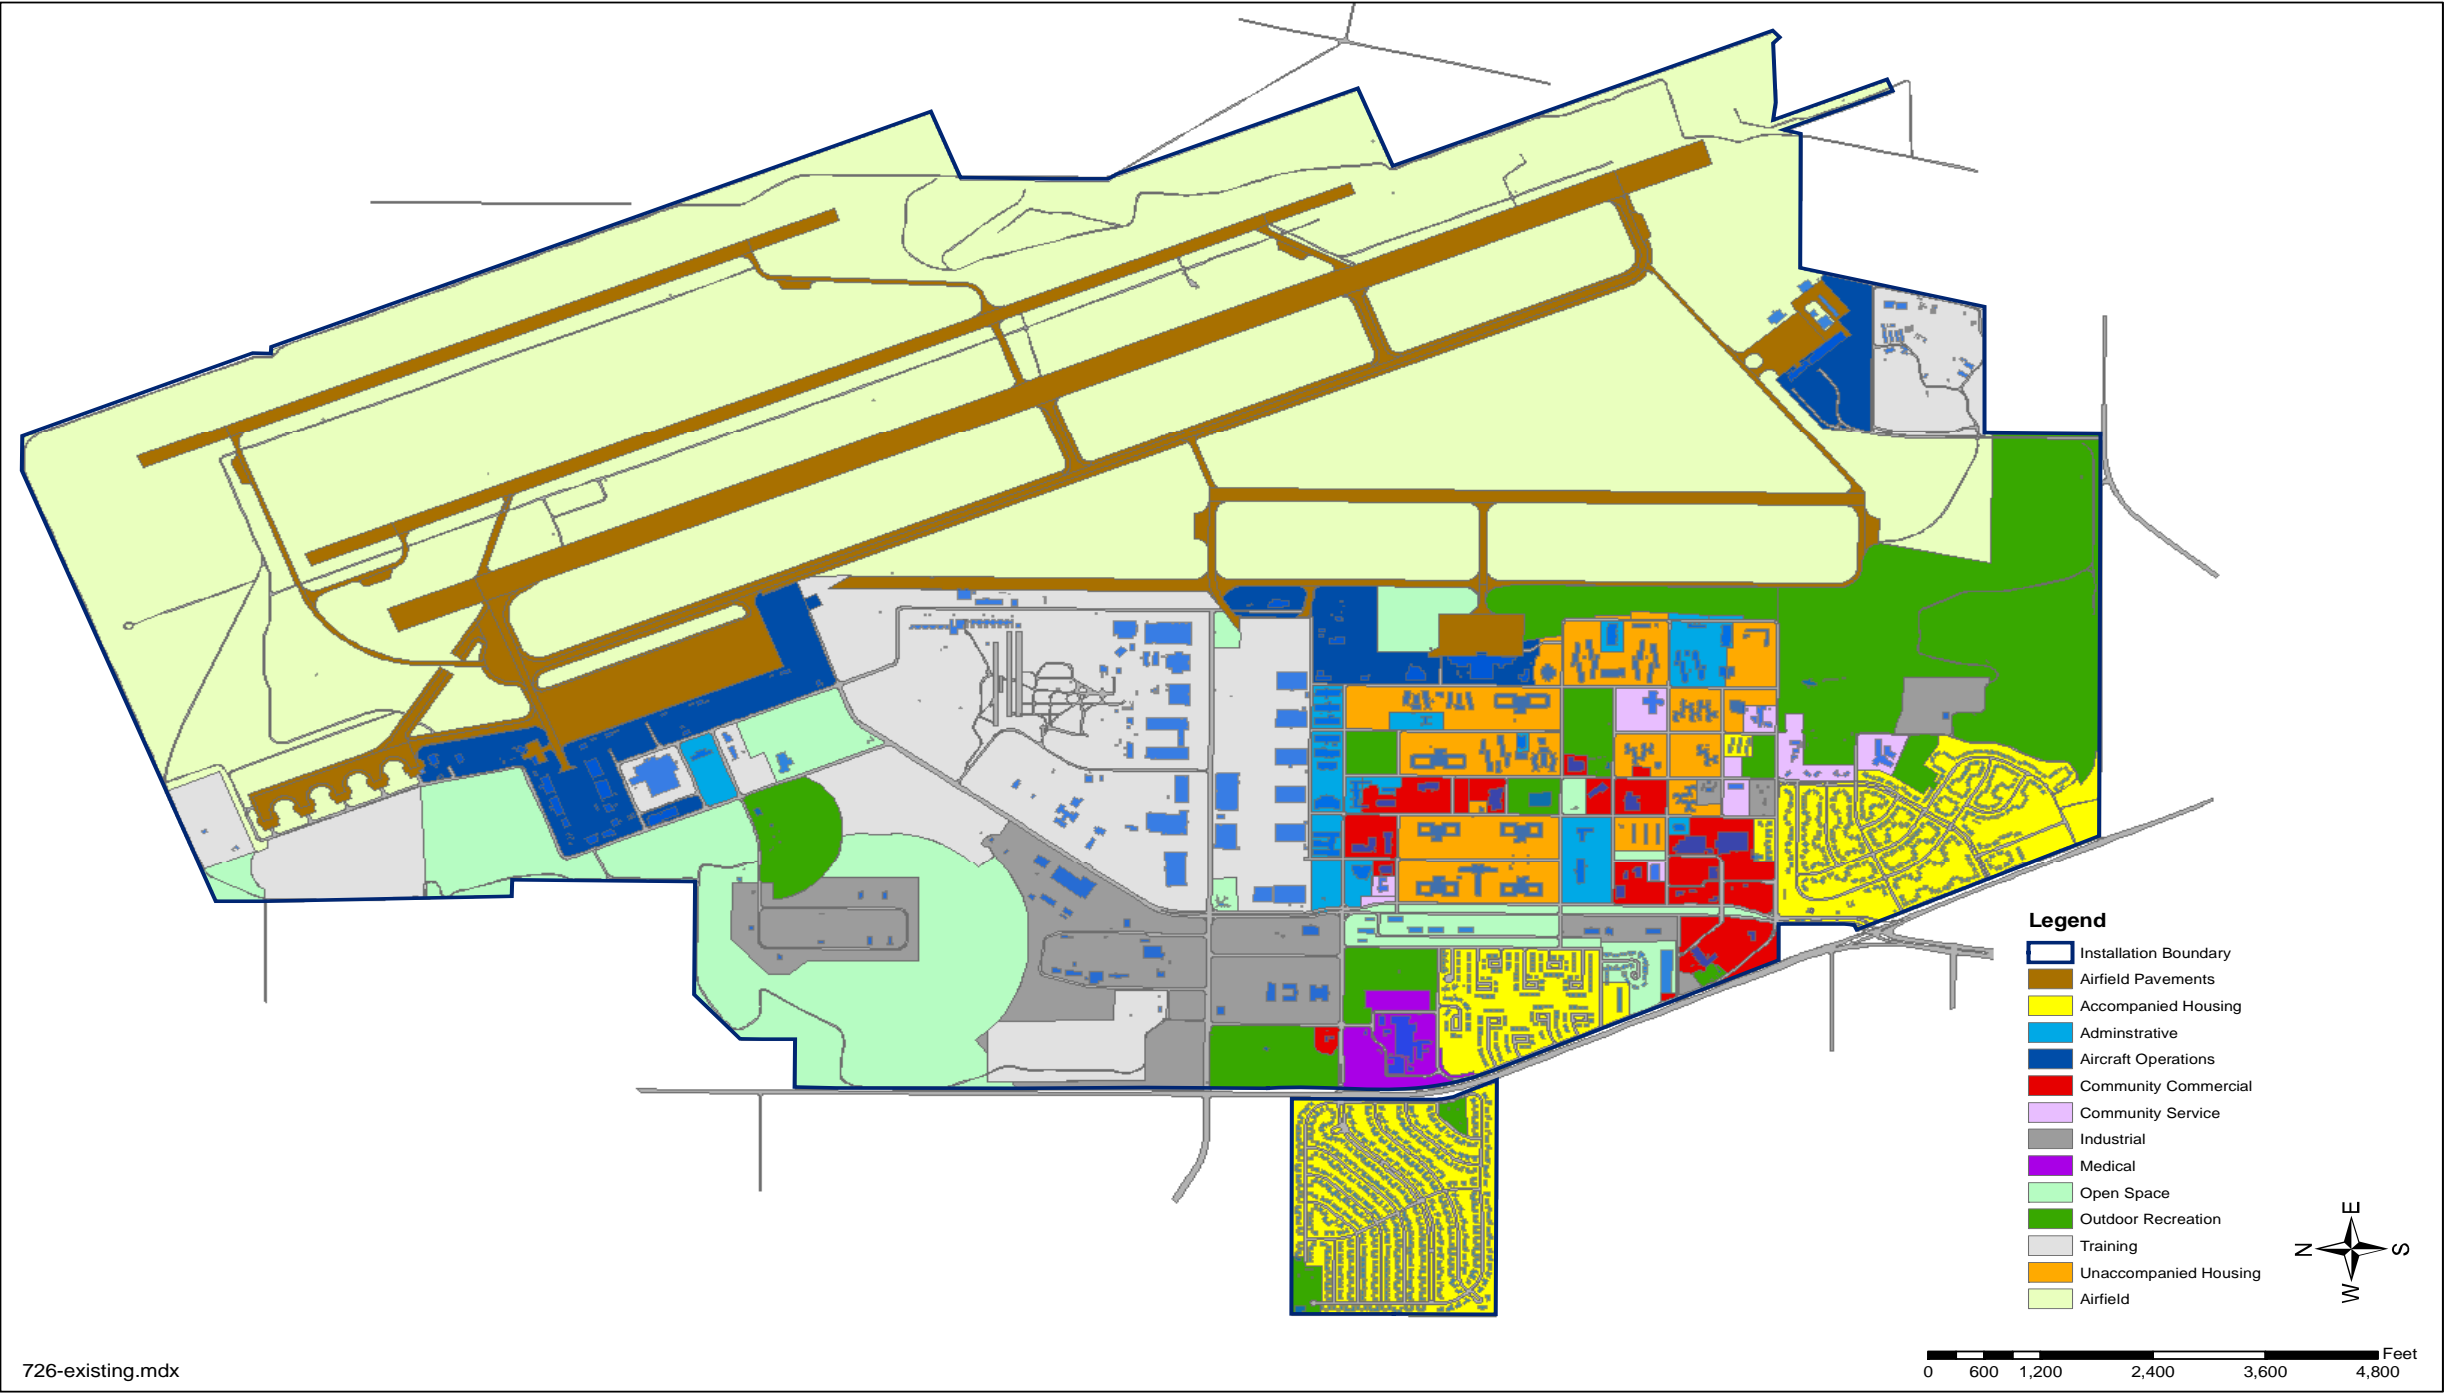 Legend
Installation Boundary
Airfield Pavements
Accompanied Housing
Adminstrative
Aircraft Operations
Community Commercial
Community Service
Industrial
Medical
Open Space
Outdoor Recreation
Training
Unaccompanied Housing
Airfield
E
N S
W
Feet
0 600 1,200 2,400 3,600 4,800
726-existing.mdx